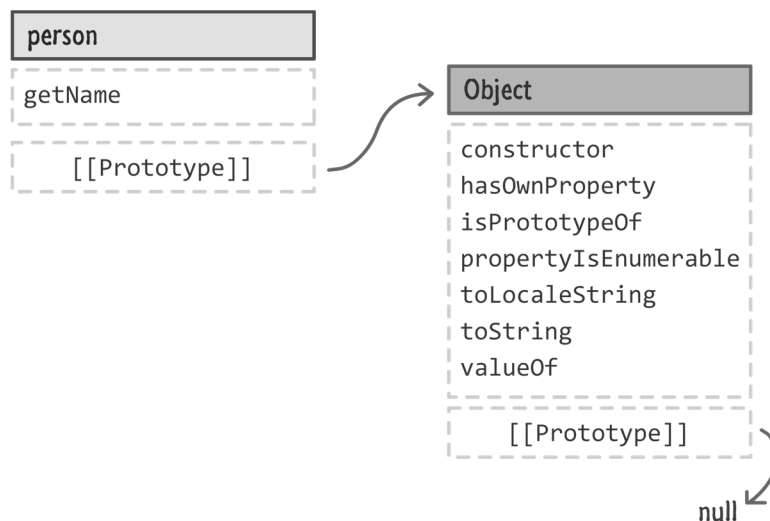 person
getName
[[Prototype]]
Object
constructor
hasOwnProperty
isPrototypeOf
propertyIsEnumerable
toLocaleString
toString
valueOf
[[Prototype]]
null